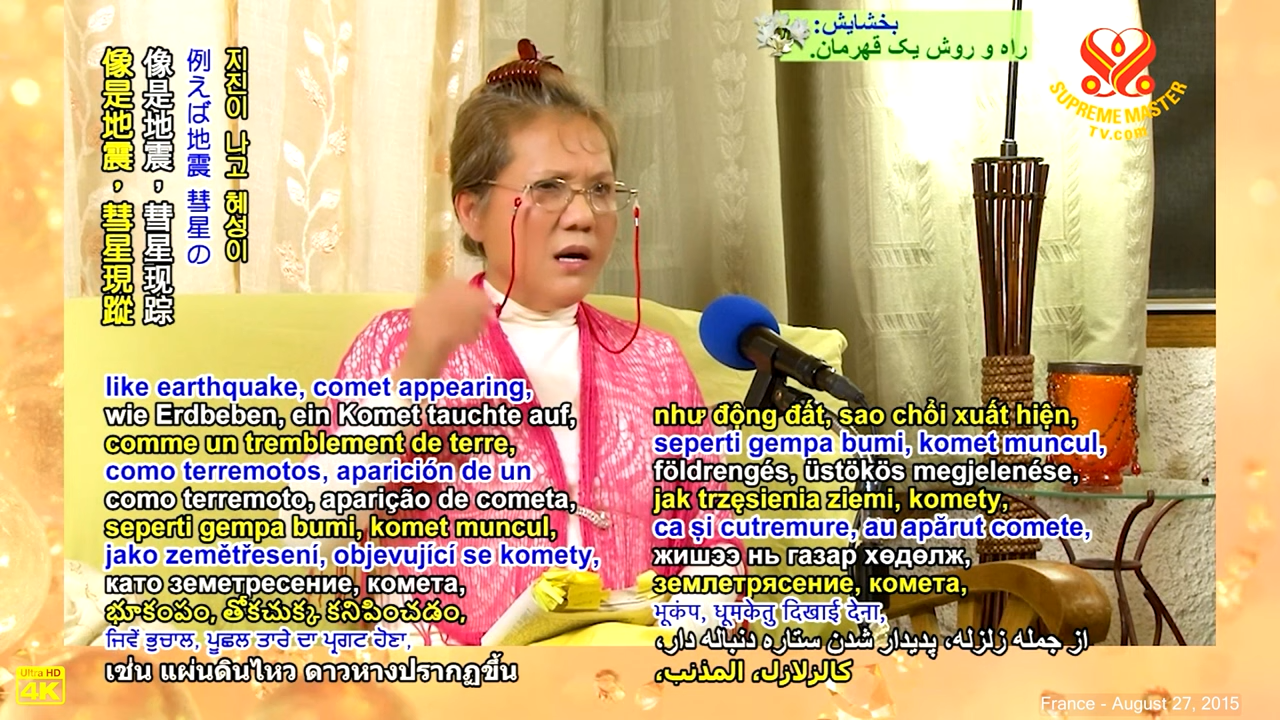 بخشایش:
راه و روش یک قهرمان.
SUPREME MASTER
TV.com
像是地震，彗星現蹤
像是地震，彗星现踪
例えば地震 彗星の
지진이 나고 혜성이
like earthquake, comet appearing,
wie Erdbeben, ein Komet tauchte auf,
comme un tremblement de terre,
como terremotos, aparición de un
como terremoto, aparição de cometa,
seperti gempa bumi, komet muncul,
jako zemětřesení, objevující se komety,
като земетресение, комета,
భూకంపం, తోకచుక్క కనిపించడం,
ਜਿਵੇਂ ਭੁਚਾਲ, ਪੂਛਲ ਤਾਰੇ ਦਾ ਪ੍ਰਗਟ ਹੋਣਾ,
เช่น แผ่นดินไหว ดาวหางปรากฏขึ้น
như động đất, sao chổi xuất hiện,
seperti gempa bumi, komet muncul,
földrengés, üstökös megjelenése,
jak trzęsienia ziemi, komety,
ca și cutremure, au apărut comete,
жишээ нь газар хөдөлж,
землетрясение, комета,
भूकंप, धूमकेतु दिखाई देना,
از جمله زلزله، پدیدار شدن ستاره دنباله دار،
كالزلازل، المذنب،
Ultra HD
4K
France - August 27, 2015